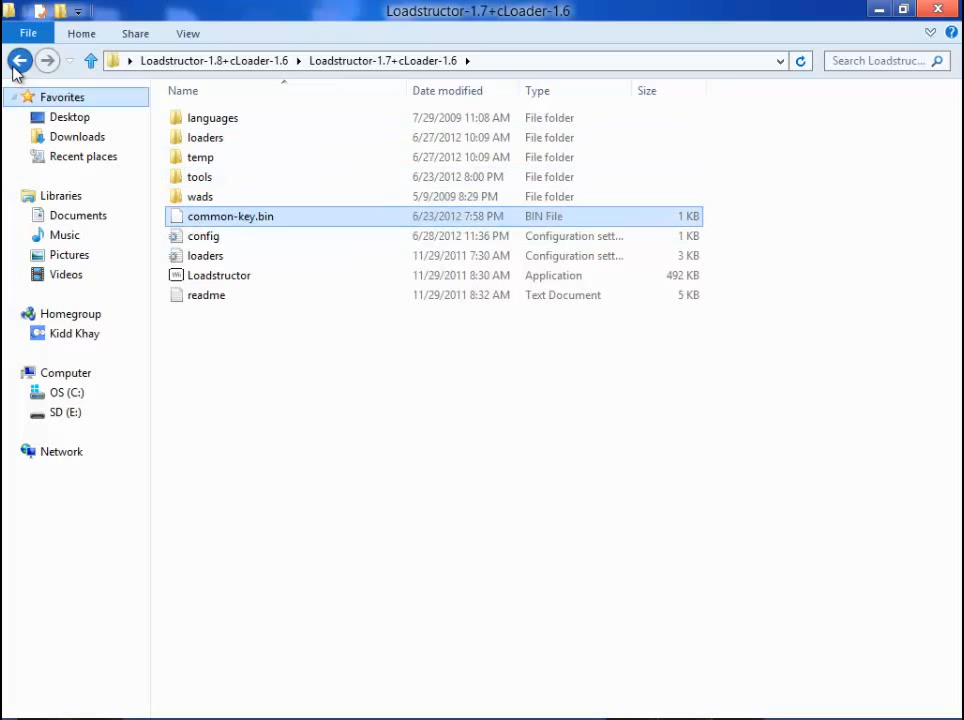 Loadstructor-1.7+cLoader-1.6
File Home Share View
Loadstructor-1.8+cLoader-1.6 Loadstructor-1.7+cLoader-1.6 Search Loadstruc...
Name Date modified Type Size
Favorites
Desktop
Downloads
Recent places
Libraries
Documents
Music
Pictures
Videos
Homegroup
Kidd Khay
Computer
OS (C:)
SD (E:)
Network
languages 7/29/2009 11:08 AM File folder
loaders 6/27/2012 10:09 AM File folder
temp 6/27/2012 10:09 AM File folder
tools 6/23/2012 8:00 PM File folder
wads 5/9/2009 8:29 PM File folder
common-key.bin 6/23/2012 7:58 PM BIN File 1 KB
config 6/28/2012 11:36 PM Configuration sett... 1 KB
loaders 11/29/2011 7:30 AM Configuration sett... 3 KB
Loadstructor 11/29/2011 8:30 AM Application 492 KB
readme 11/29/2011 8:32 AM Text Document 5 KB